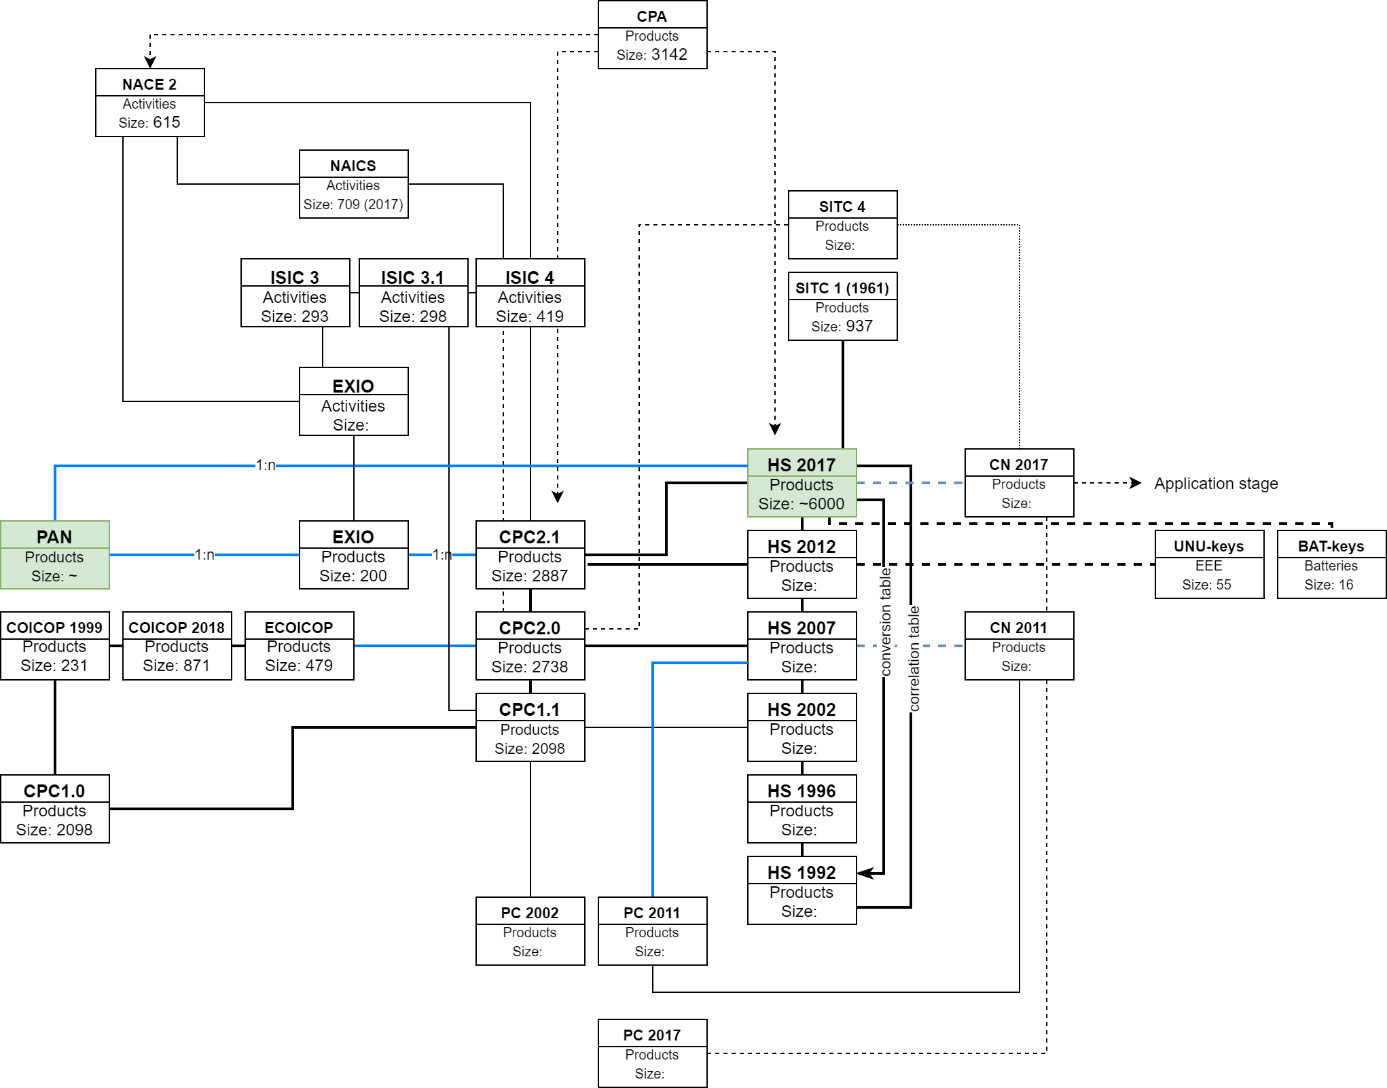 CPA
Products
Size: 3142
NACE 2
Activities
Size: 615
NAICS
Activities
Size: 709 (2017)
SITC 4
Products
Size:
ISIC 3
Activities
Size: 293
ISIC 3.1
Activities
Size: 298
ISIC 4
Activities
Size: 419
SITC 1 (1961)
Products
Size: 937
EXIO
Activities
Size:
1:n
HS 2017
Products
Size: ~6000
CN 2017
Products
Size:
Application stage
PAN
Products
Size: ~
1:n
EXIO
Products
Size: 200
1:n
CPC2.1
Products
Size: 2887
HS 2012
Products
Size:
UNU-keys
EEE
Size: 55
BAT-keys
Batteries
Size: 16
conversion table
correlation table
COICOP 1999
Products
Size: 231
COICOP 2018
Products
Size: 871
ECOICOP
Products
Size: 479
CPC2.0
Products
Size: 2738
HS 2007
Products
Size:
CN 2011
Products
Size:
CPC1.1
Products
Size: 2098
HS 2002
Products
Size:
CPC1.0
Products
Size: 2098
HS 1996
Products
Size:
HS 1992
Products
Size:
PC 2002
Products
Size:
PC 2011
Products
Size:
PC 2017
Products
Size: